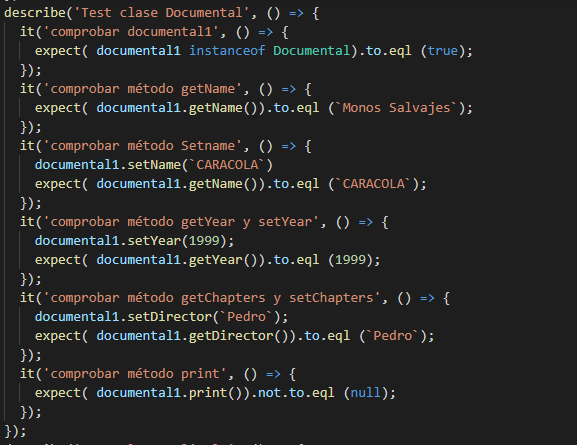 describe('Test clase Documental', () => {
  it('comprobar documental1', () => {
    expect( documental1 instanceof Documental).to.eql (true);
  });
  it('comprobar método getName', () => {
    expect( documental1.getName()).to.eql (`Monos Salvajes`);
  });
  it('comprobar método Setname', () => {
    documental1.setName(`CARACOLA`)
    expect( documental1.getName()).to.eql (`CARACOLA`);
  });
  it('comprobar método getYear y setYear', () => {
    documental1.setYear(1999);
    expect( documental1.getYear()).to.eql (1999);
  });
  it('comprobar método getChapters y setChapters', () => {
    documental1.setDirector(`Pedro`);
    expect( documental1.getDirector()).to.eql (`Pedro`);
  });
  it('comprobar método print', () => {
    expect( documental1.print()).not.to.eql (null);
  });
});